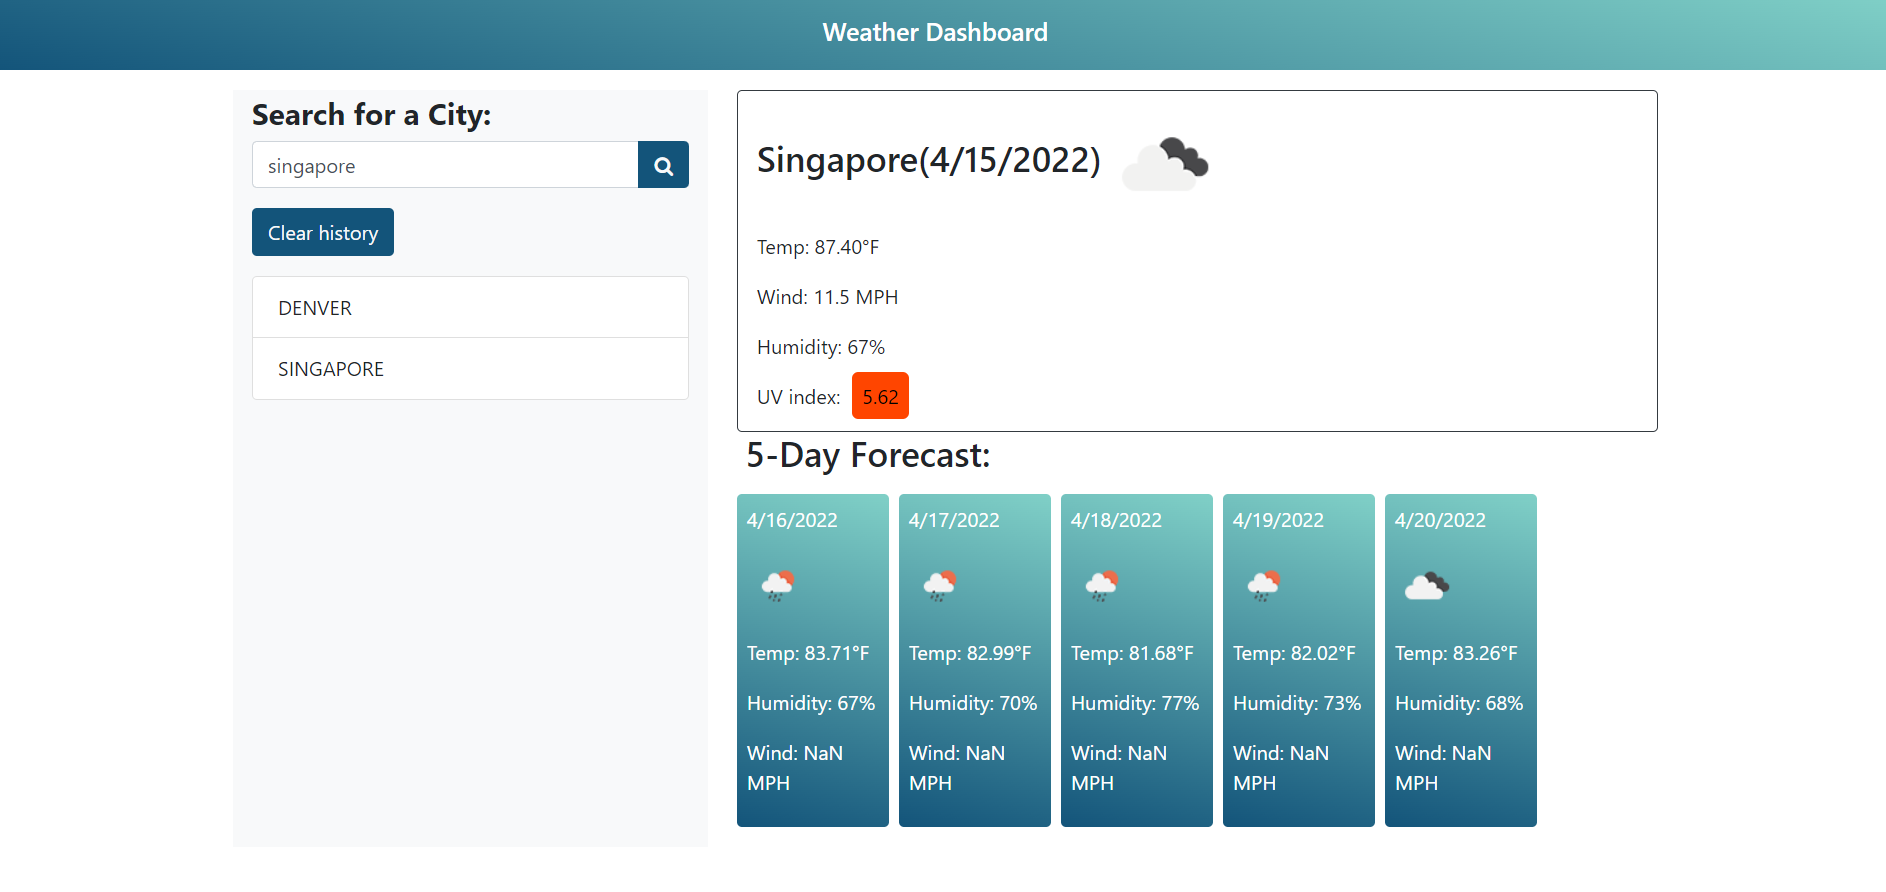 Weather Dashboard
Search for a City:
singapore
Clear history
DENVER
SINGAPORE
Singapore(4/15/2022)
Temp: 87.40°F
Wind: 11.5 MPH
Humidity: 67%
UV index: 5.62
5-Day Forecast:
4/16/2022
Temp: 83.71°F
Humidity: 67%
Wind: NaN
MPH
4/17/2022
Temp: 82.99°F
Humidity: 70%
Wind: NaN
MPH
4/18/2022
Temp: 81.68°F
Humidity: 77%
Wind: NaN
MPH
4/19/2022
Temp: 82.02°F
Humidity: 73%
Wind: NaN
MPH
4/20/2022
Temp: 83.26°F
Humidity: 68%
Wind: NaN
MPH